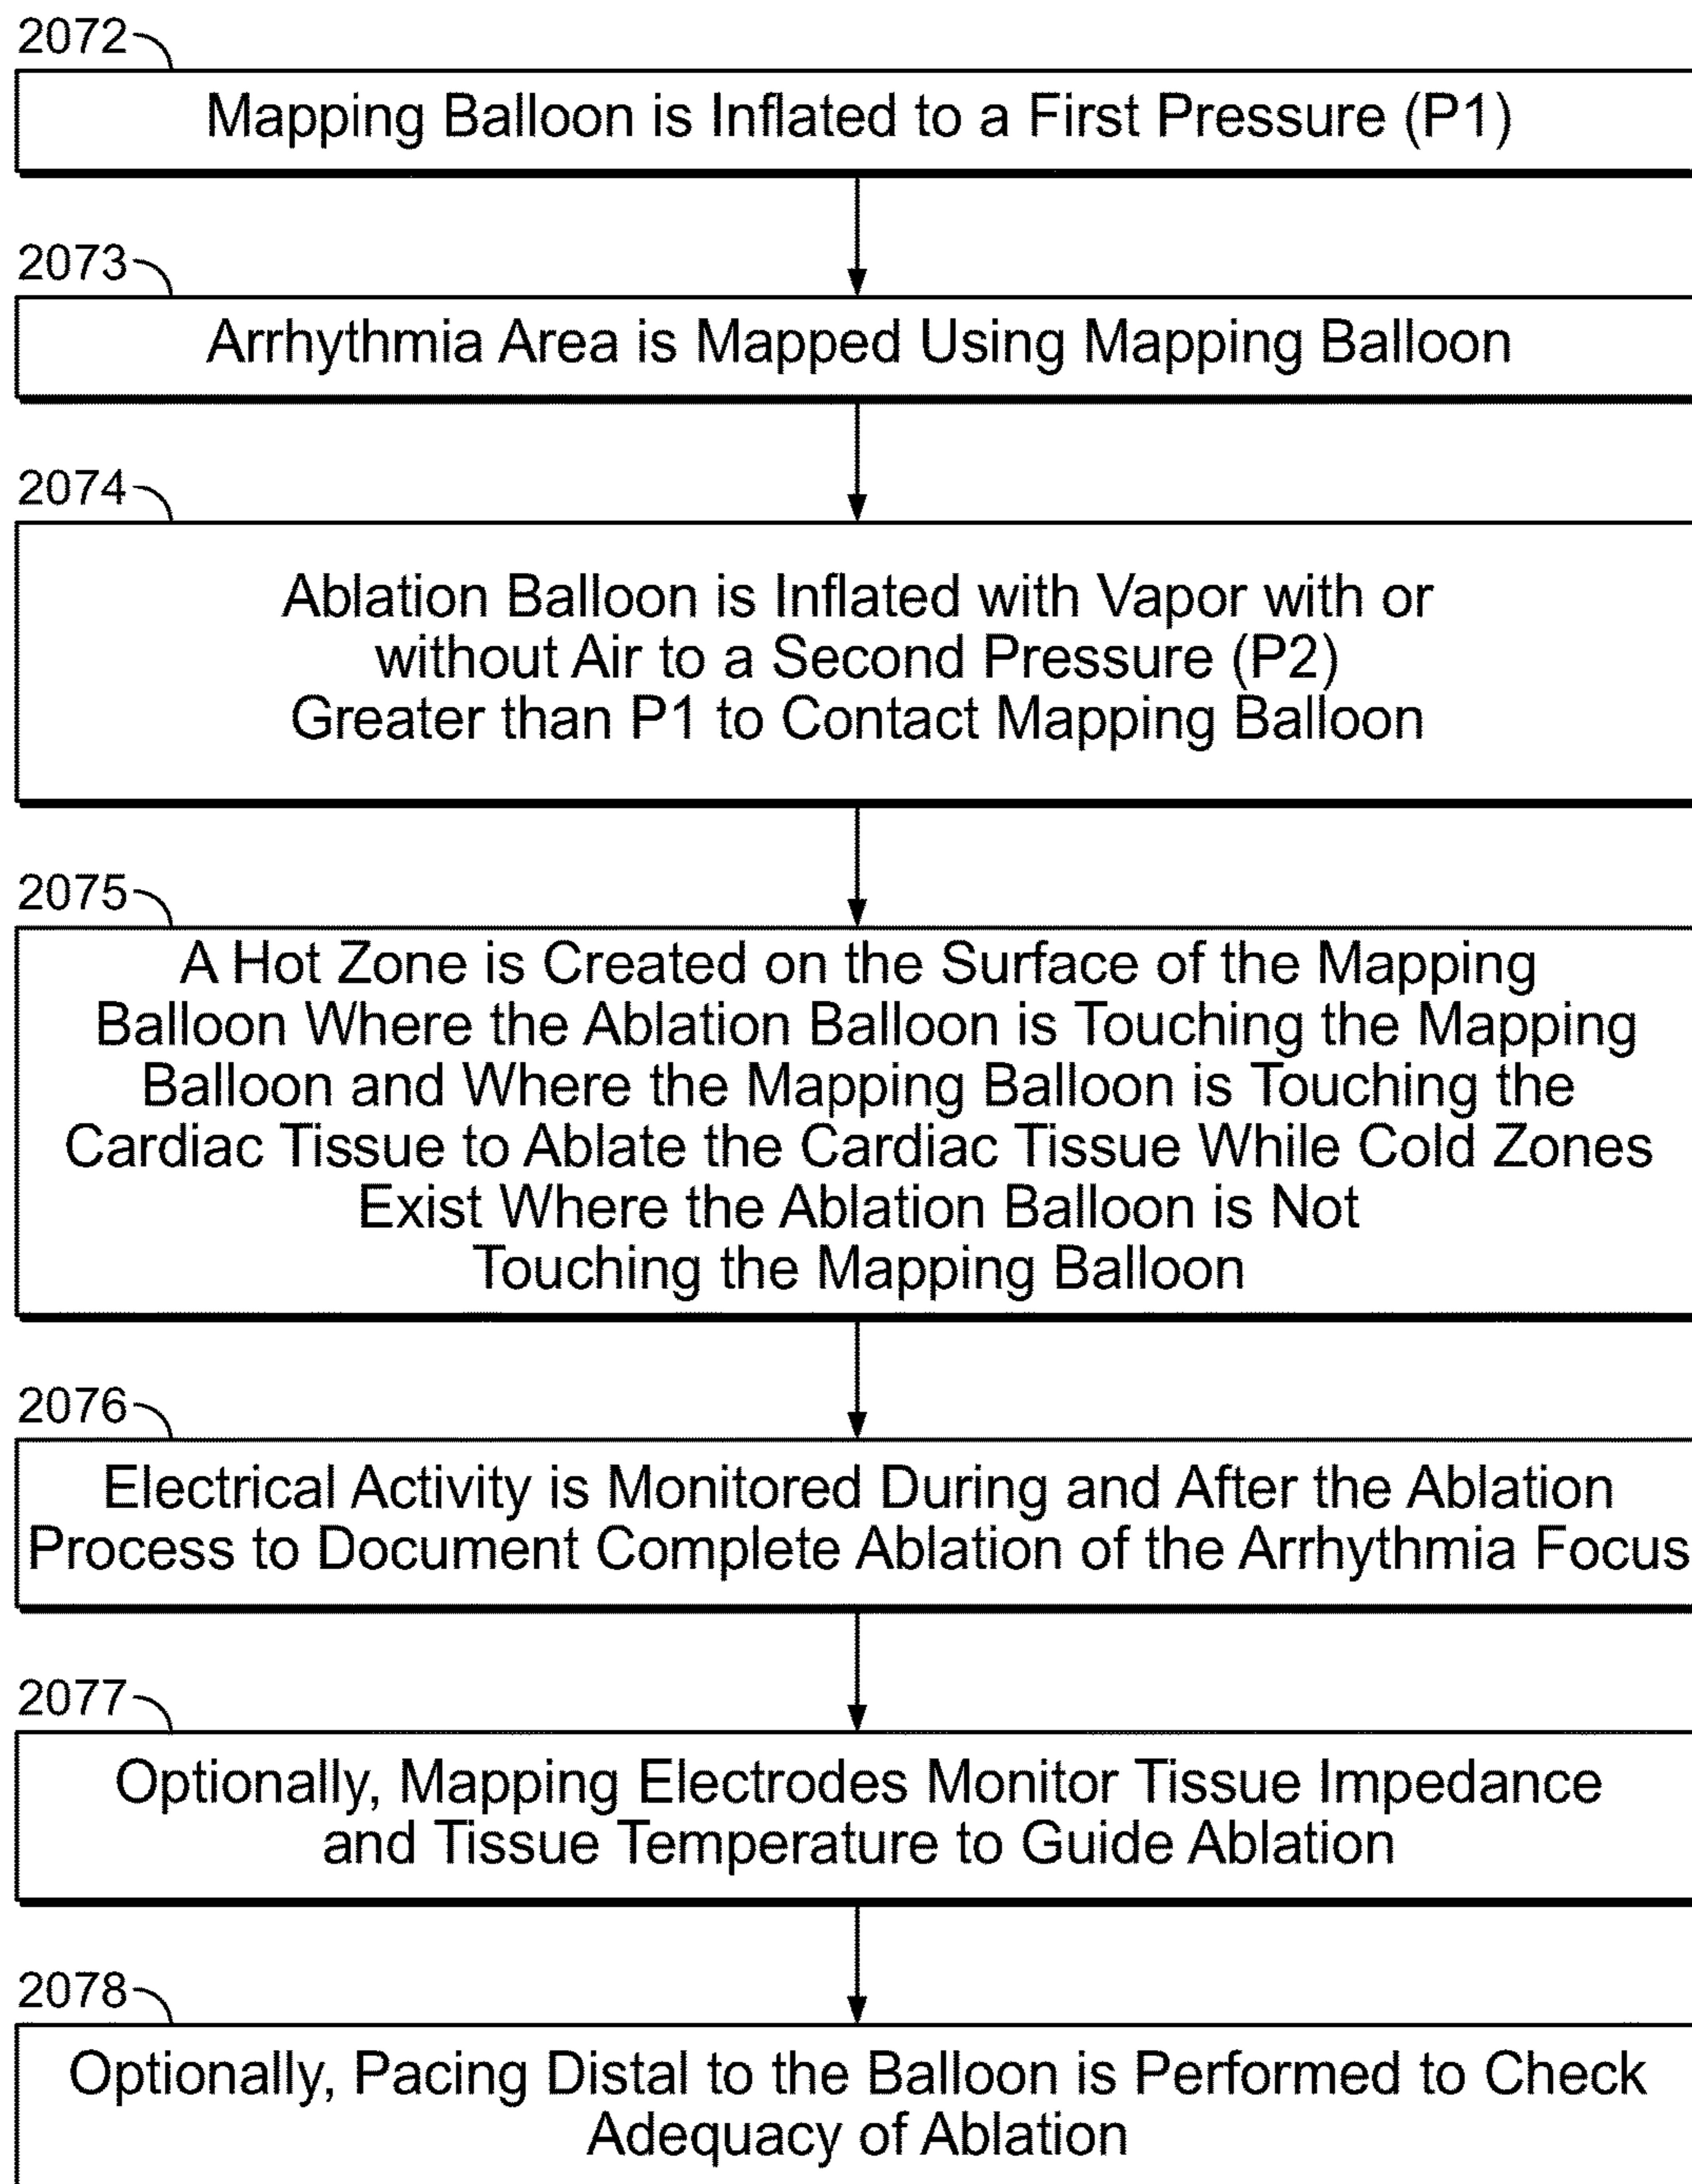 2072
Mapping Balloon is Inflated to a First Pressure (P1)
2073
Arrhythmia Area is Mapped Using Mapping Balloon
2074
Ablation Balloon is Inflated with Vapor with or
without Air to a Second Pressure (P2)
Greater than P1 to Contact Mapping Balloon
2075
A Hot Zone is Created on the Surface of the Mapping
Balloon Where the Ablation Balloon is Touching the Mapping
Balloon and Where the Mapping Balloon is Touching the
Cardiac Tissue to Ablate the Cardiac Tissue While Cold Zones
Exist Where the Ablation Balloon is Not
Touching the Mapping Balloon
2076
Electrical Activity is Monitored During and After the Ablation
Process to Document Complete Ablation of the Arrhythmia Focus
2077
Optionally, Mapping Electrodes Monitor Tissue Impedance
and Tissue Temperature to Guide Ablation
2078
Optionally, Pacing Distal to the Balloon is Performed to Check
Adequacy of Ablation